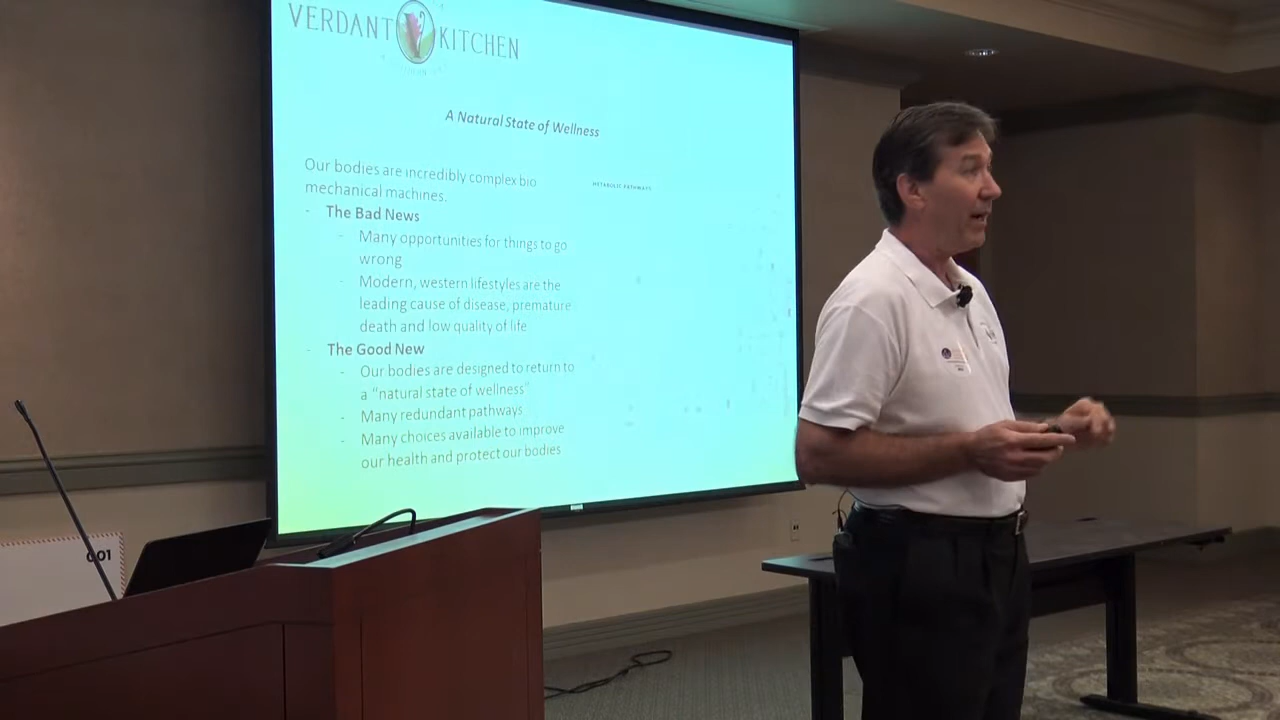 VERDANT KITCHEN
A Natural State of Wellness
Our bodies are incredibly complex bio
mechanical machines.
METABOLIC PATHWAYS
- The Bad News
- Many opportunities for things to go
wrong
- Modern, western lifestyles are the
leading cause of disease, premature
death and low quality of life
- The Good New
- Our bodies are designed to return to
a “natural state of wellness”
- Many redundant pathways
- Many choices available to improve
our health and protect our bodies
001